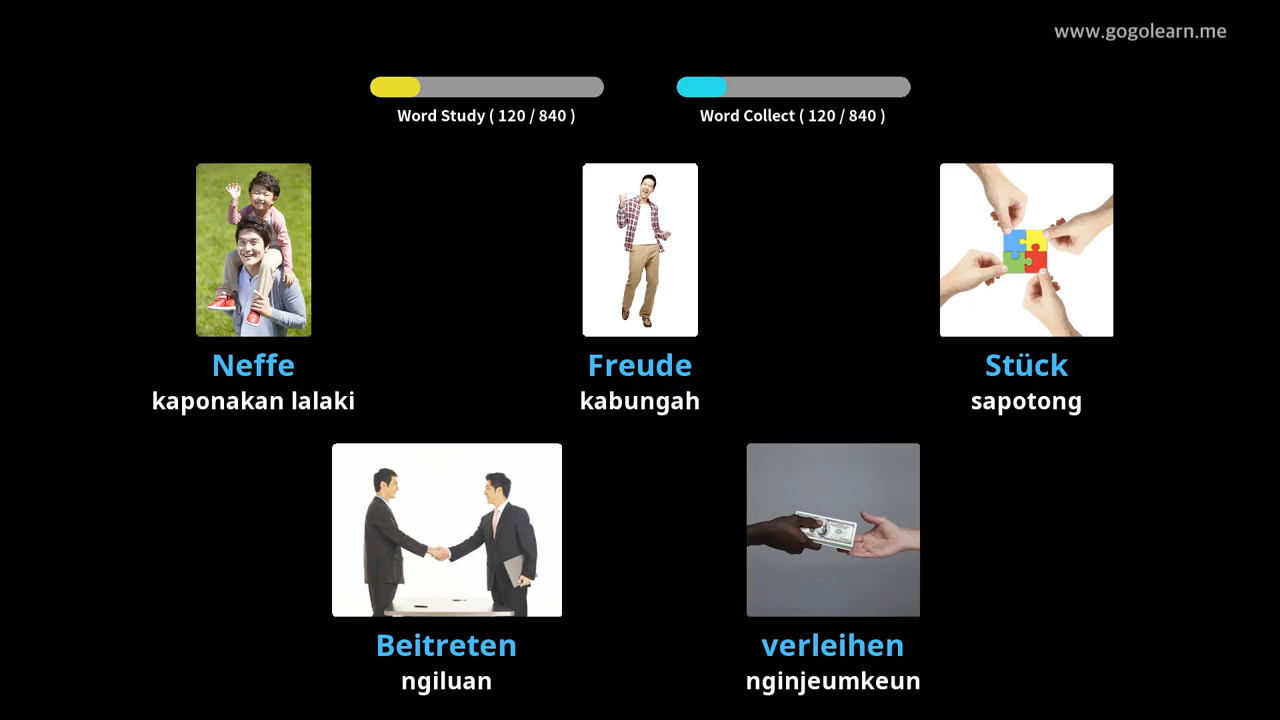 www.gogolearn.me
Word Study ( 120 / 840 )
Word Collect ( 120 / 840 )
Neffe
kaponakan lalaki
Freude
kabungah
Stück
sapotong
Beitreten
ngiluan
verleihen
nginjeumkeun